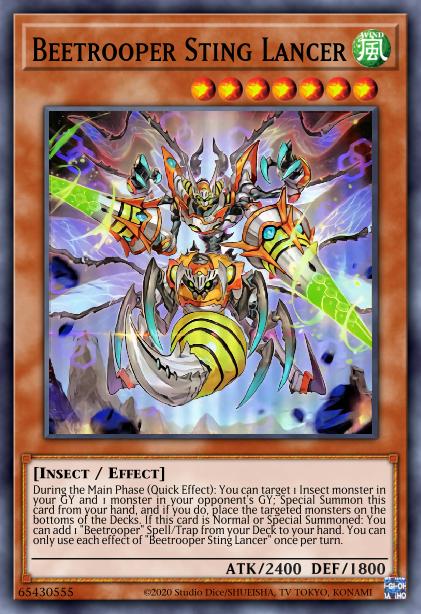 BEETROOPER STING LANCER
WIND
風
[INSECT / EFFECT]
During the Main Phase (Quick Effect): You can target 1 Insect monster in
your GY and 1 monster in your opponent's GY; Special Summon this
card from your hand, and if you do, place the targeted monsters on the
bottoms of the Decks. If this card is Normal or Special Summoned: You
can add 1 "Beetrooper" Spell/Trap from your Deck to your hand. You can
only use each effect of "Beetrooper Sting Lancer" once per turn.
ATK/2400 DEF/1800
65430555
©2020 Studio Dice/SHUEISHA, TV TOKYO, KONAMI